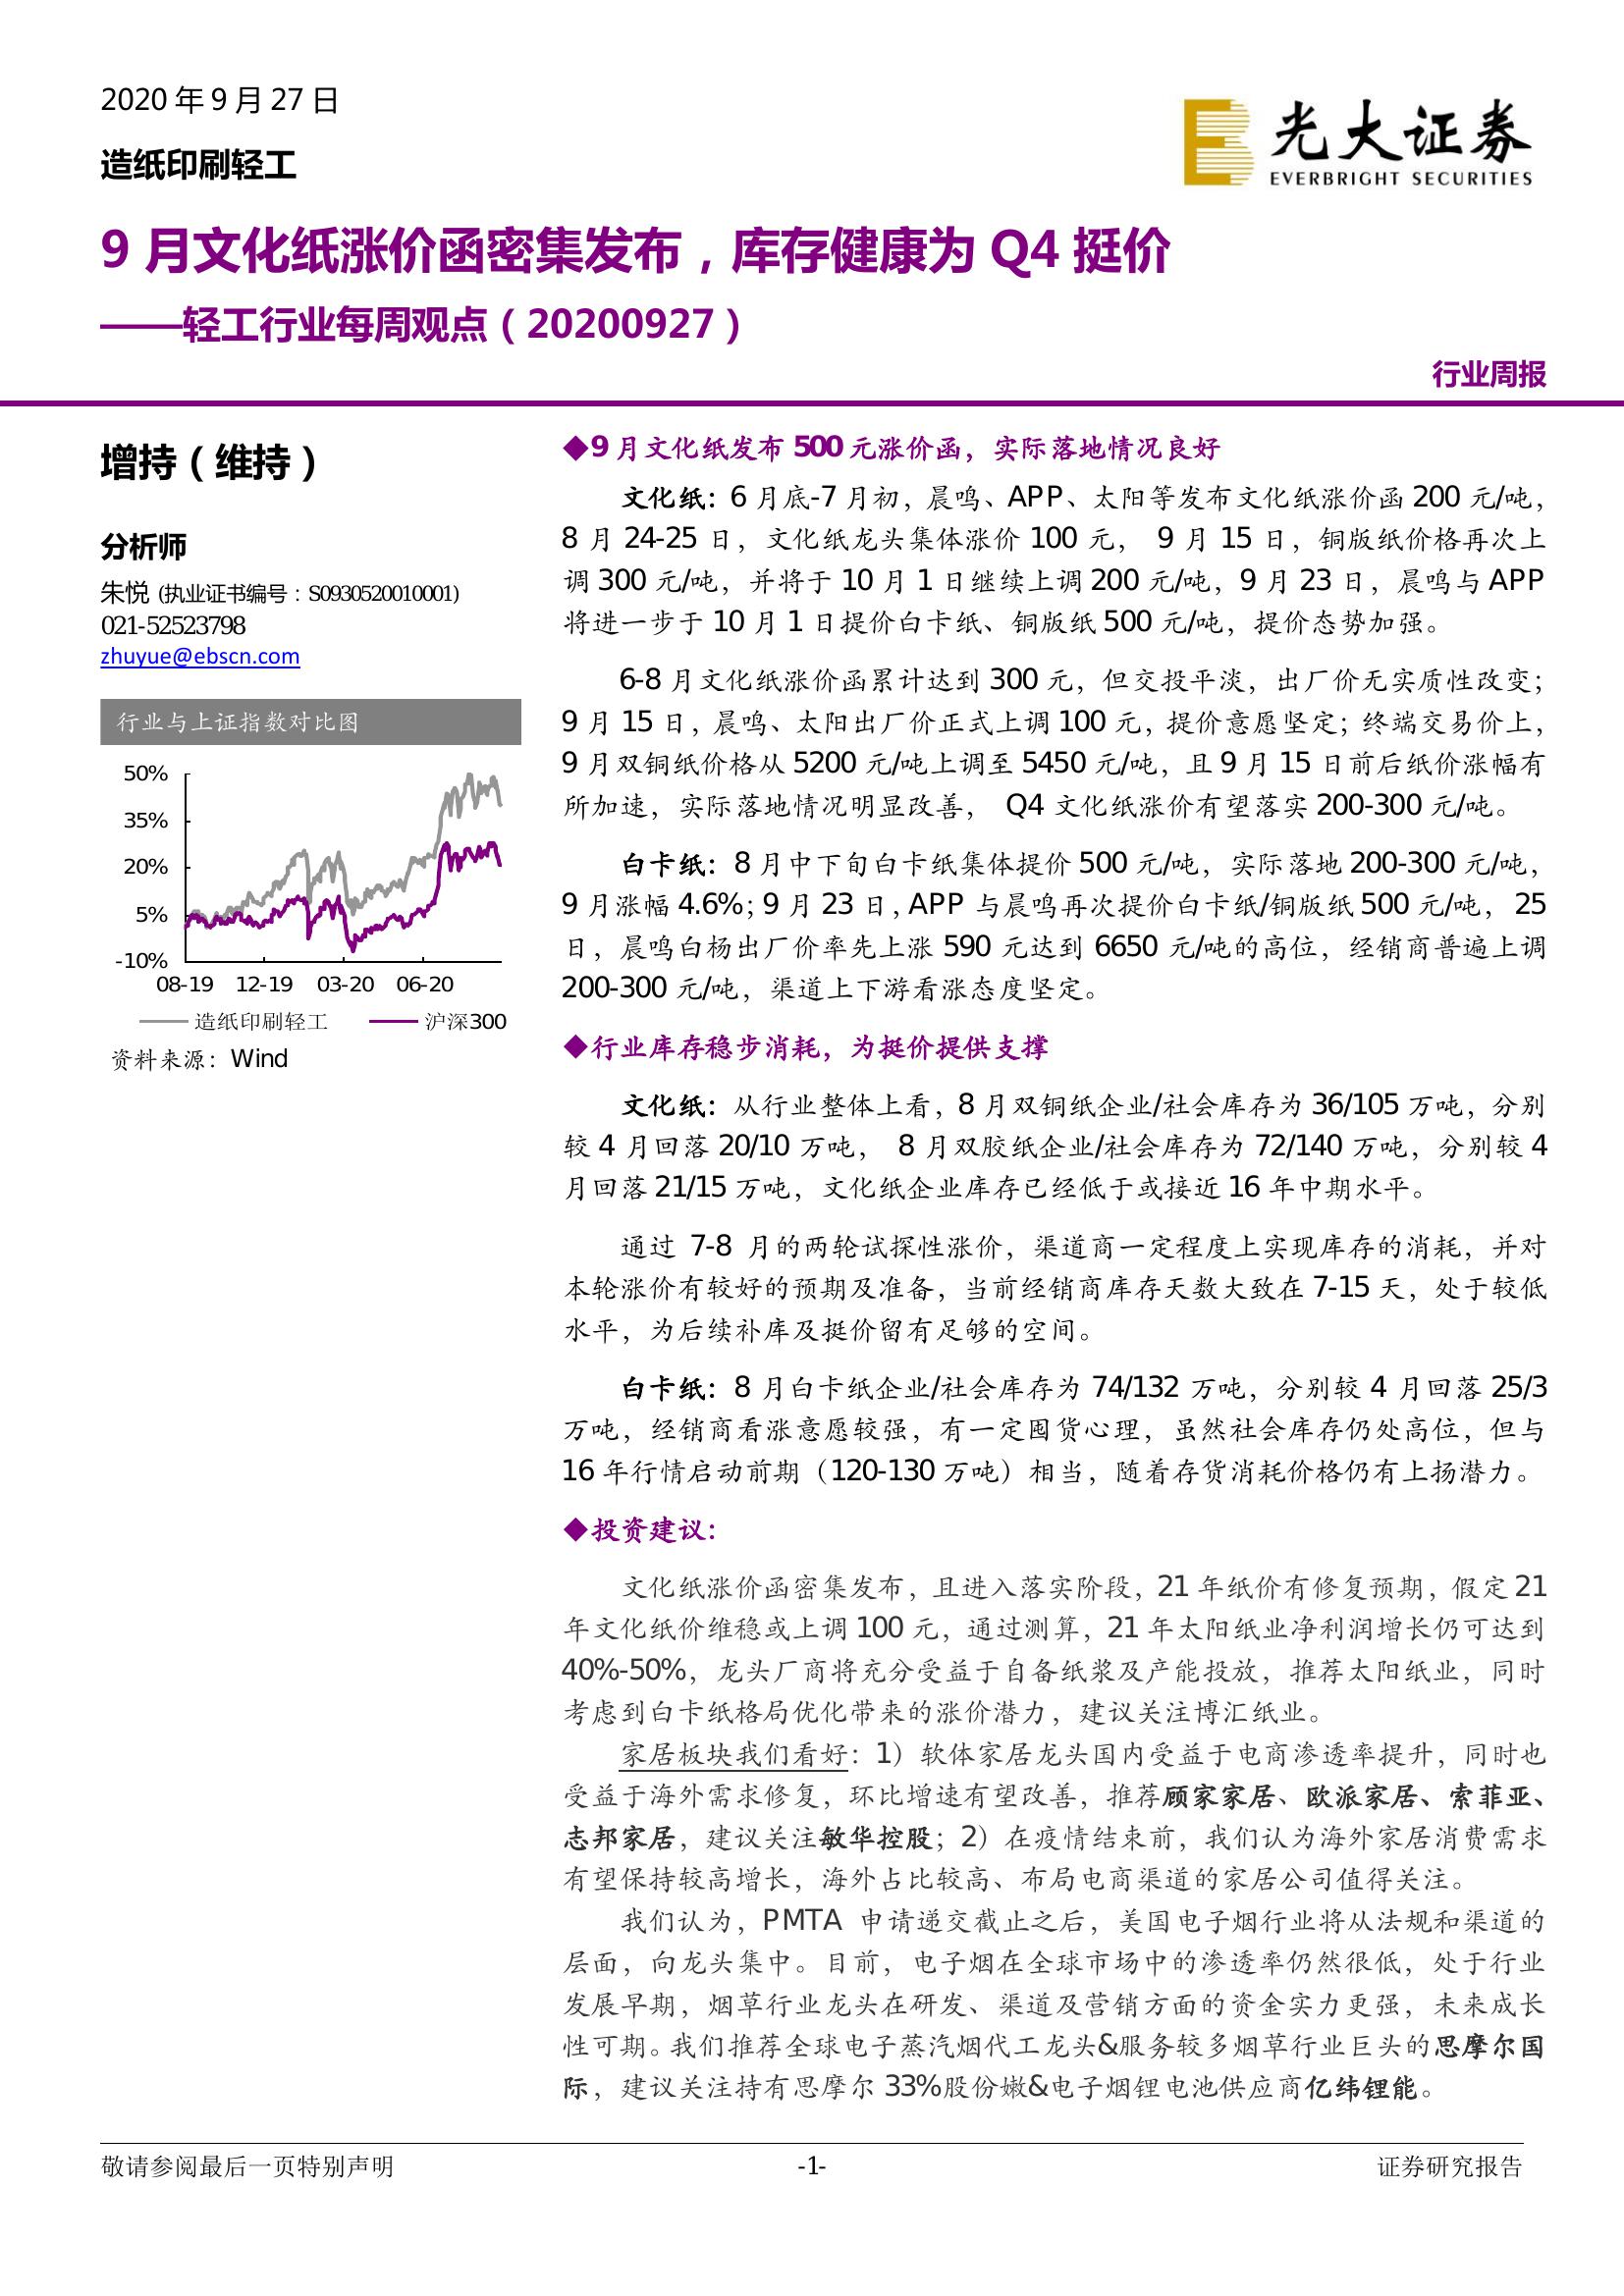 2020 年 9 月 27 日
造纸印刷轻工
光大证券
EVERBRIGHT SECURITIES
9 月文化纸涨价函密集发布，库存健康为 Q4 挺价
——轻工行业每周观点（20200927）
行业周报
增持（维持）
分析师
朱悦 (执业证书编号：S0930520010001)
021-52523798
zhuyue@ebscn.com
行业与上证指数对比图
50%
35%
20%
5%
-10%
08-19 12-19 03-20 06-20
造纸印刷轻工 沪深300
资料来源：Wind
◆9 月文化纸发布 500 元涨价函，实际落地情况良好
文化纸：6 月底-7 月初，晨鸣、APP、太阳等发布文化纸涨价函 200 元/吨，
8 月 24-25 日，文化纸龙头集体涨价 100 元， 9 月 15 日，铜版纸价格再次上
调 300 元/吨，并将于 10 月 1 日继续上调 200 元/吨，9 月 23 日，晨鸣与 APP
将进一步于 10 月 1 日提价白卡纸、铜版纸 500 元/吨，提价态势加强。
6-8 月文化纸涨价函累计达到 300 元，但交投平淡，出厂价无实质性改变；
9 月 15 日，晨鸣、太阳出厂价正式上调 100 元，提价意愿坚定；终端交易价上，
9 月双铜纸价格从 5200 元/吨上调至 5450 元/吨，且 9 月 15 日前后纸价涨幅有
所加速，实际落地情况明显改善， Q4 文化纸涨价有望落实 200-300 元/吨。
白卡纸：8 月中下旬白卡纸集体提价 500 元/吨，实际落地 200-300 元/吨，
9 月涨幅 4.6%；9 月 23 日，APP 与晨鸣再次提价白卡纸/铜版纸 500 元/吨， 25
日，晨鸣白杨出厂价率先上涨 590 元达到 6650 元/吨的高位，经销商普遍上调
200-300 元/吨，渠道上下游看涨态度坚定。
◆行业库存稳步消耗，为挺价提供支撑
文化纸：从行业整体上看，8 月双铜纸企业/社会库存为 36/105 万吨，分别
较 4 月回落 20/10 万吨， 8 月双胶纸企业/社会库存为 72/140 万吨，分别较 4
月回落 21/15 万吨，文化纸企业库存已经低于或接近 16 年中期水平。
通过 7-8 月的两轮试探性涨价，渠道商一定程度上实现库存的消耗，并对
本轮涨价有较好的预期及准备，当前经销商库存天数大致在 7-15 天，处于较低
水平，为后续补库及挺价留有足够的空间。
白卡纸：8 月白卡纸企业/社会库存为 74/132 万吨，分别较 4 月回落 25/3
万吨，经销商看涨意愿较强，有一定囤货心理，虽然社会库存仍处高位，但与
16 年行情启动前期（120-130 万吨）相当，随着存货消耗价格仍有上扬潜力。
◆投资建议：
文化纸涨价函密集发布，且进入落实阶段，21 年纸价有修复预期，假定 21
年文化纸价维稳或上调 100 元，通过测算，21 年太阳纸业净利润增长仍可达到
40%-50%，龙头厂商将充分受益于自备纸浆及产能投放，推荐太阳纸业，同时
考虑到白卡纸格局优化带来的涨价潜力，建议关注博汇纸业。
家居板块我们看好：1）软体家居龙头国内受益于电商渗透率提升，同时也
受益于海外需求修复，环比增速有望改善，推荐顾家家居、欧派家居、索菲亚、
志邦家居，建议关注敏华控股；2）在疫情结束前，我们认为海外家居消费需求
有望保持较高增长，海外占比较高、布局电商渠道的家居公司值得关注。
我们认为，PMTA 申请递交截止之后，美国电子烟行业将从法规和渠道的
层面，向龙头集中。目前，电子烟在全球市场中的渗透率仍然很低，处于行业
发展早期，烟草行业龙头在研发、渠道及营销方面的资金实力更强，未来成长
性可期。我们推荐全球电子蒸汽烟代工龙头&服务较多烟草行业巨头的思摩尔国
际，建议关注持有思摩尔 33%股份嫩&电子烟锂电池供应商亿纬锂能。
敬请参阅最后一页特别声明 -1- 证券研究报告